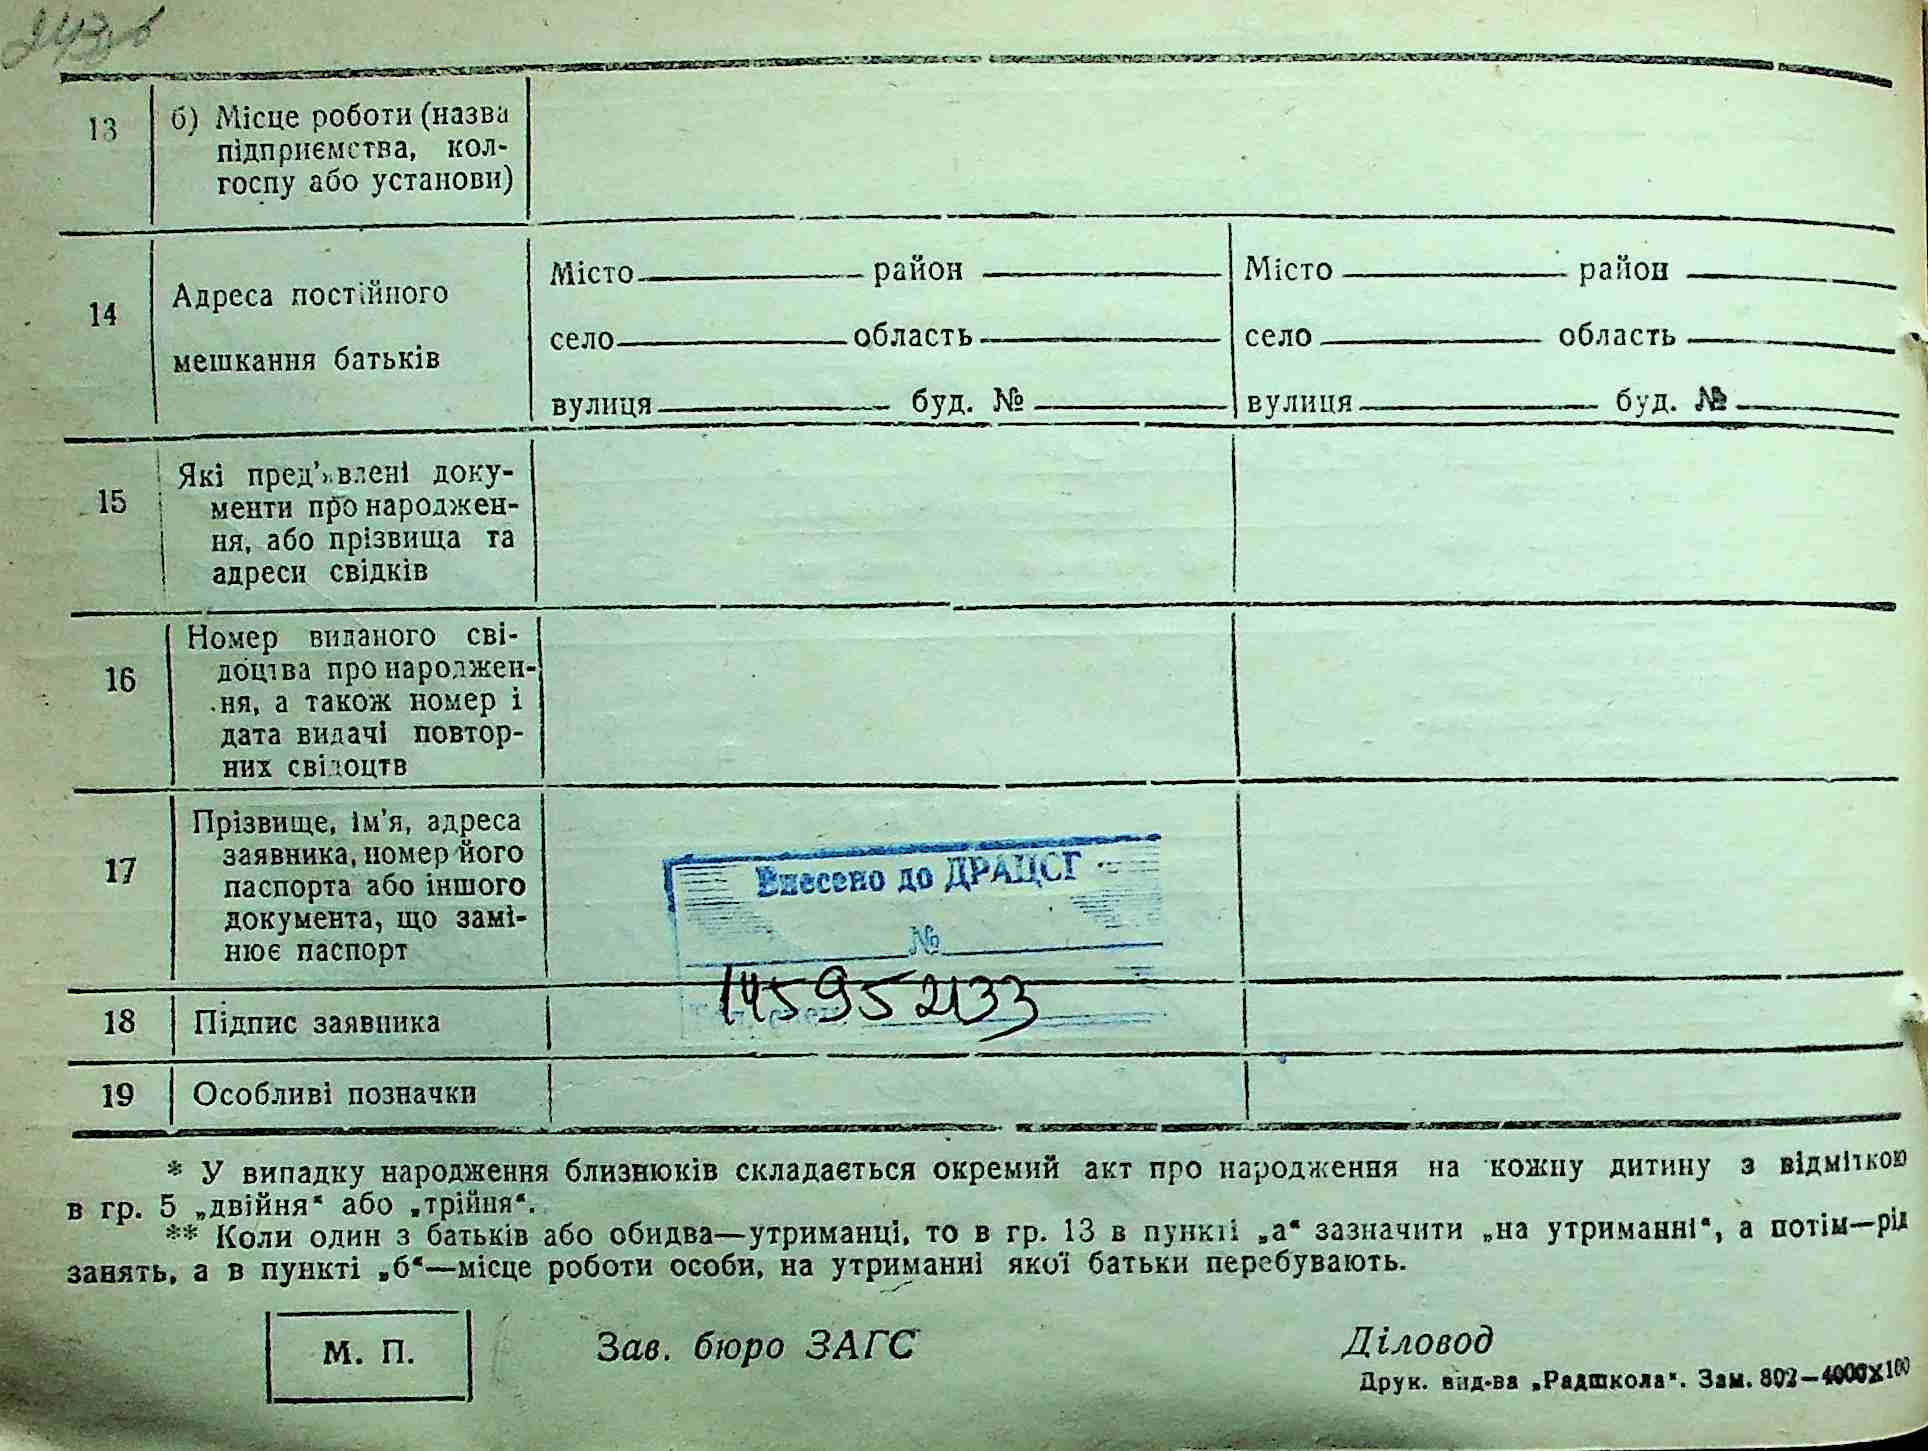 243об
13
б) Місце роботи (назва
підприємства, кол-
госпу або установи)
14
Адреса постійного
мешкання батьків
Місто район
село область
вулиця буд. №
Місто район
село область
вулиця буд. №
15
Які пред’явлені доку-
менти про народжен-
ня, або прізвища та
адреси свідків
16
Номер виданого сві-
доцтва про народжен-
ня, а також номер і
дата видачі повтор-
них свідоцтв
17
Прізвище, ім’я, адреса
заявника, номер його
паспорта або іншого
документа, що замі-
нює паспорт
Внесено до ДРАЦСГ
№
145952133
18
Підпис заявника
19
Особливі позначки
* У випадку народження близнюків складається окремий акт про народження на кожну дитину з відміткою
в гр. 5 „двійня“ або „трійня“.
** Коли один з батьків або обидва—утриманці, то в гр. 13 в пункті „а“ зазначити „на утриманні“, а потім—рід
занять, а в пункті „б“—місце роботи особи, на утриманні якої батьки перебувають.
М. П.
Зав. бюро ЗАГС
Діловод
Друк. вид-ва „Радшкола“. Зам. 802—4000X100